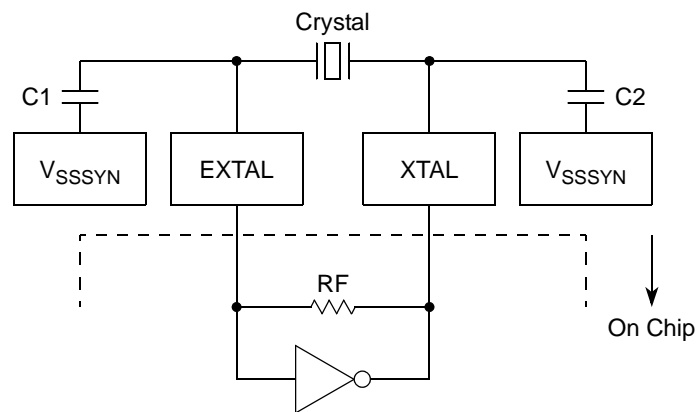 Crystal
C1
C2
VSSSYN
EXTAL
XTAL
VSSSYN
RF
On Chip